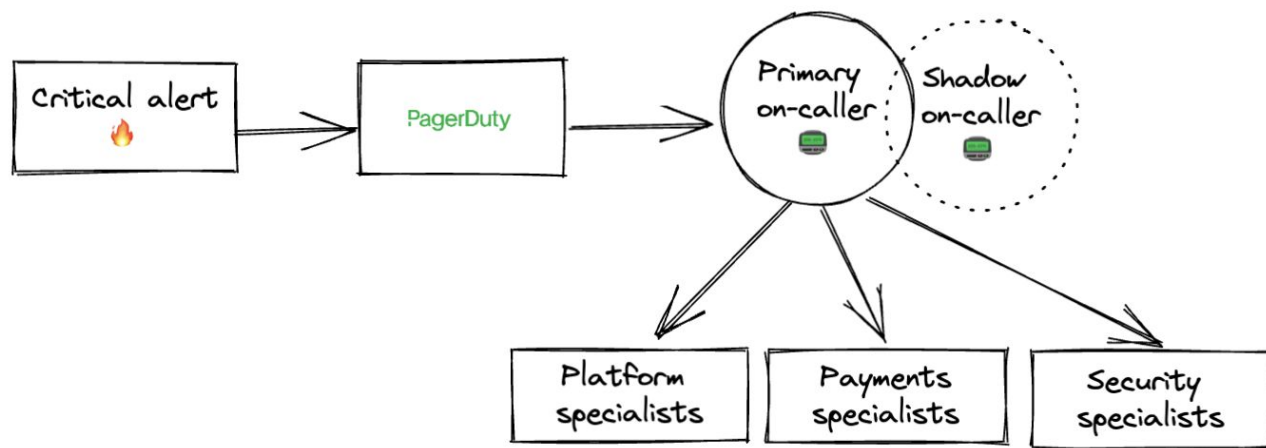 Critical alert
PagerDuty
Primary
on-caller
Shadow
on-caller
Platform
specialists
Payments
specialists
Security
specialists